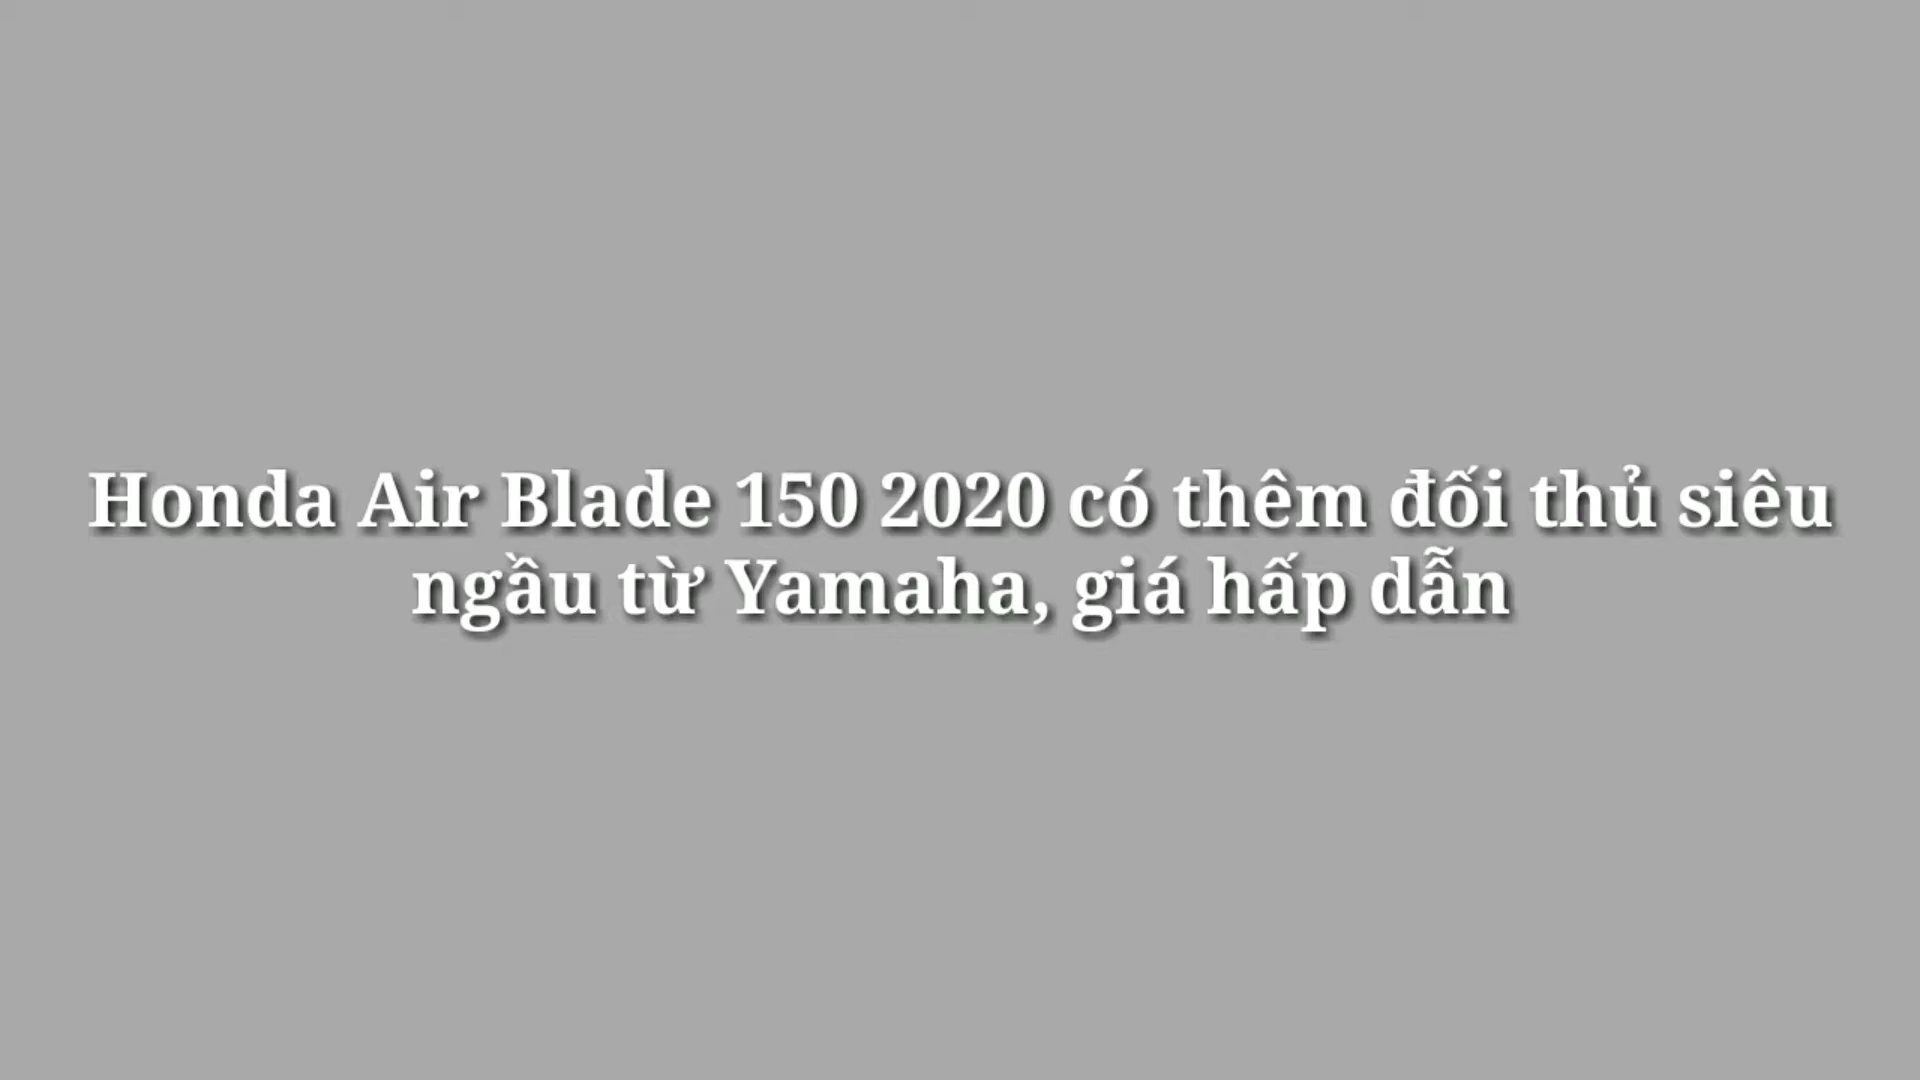 Honda Air Blade 150 2020 có thêm đối thủ siêu
ngầu từ Yamaha, giá hấp dẫn